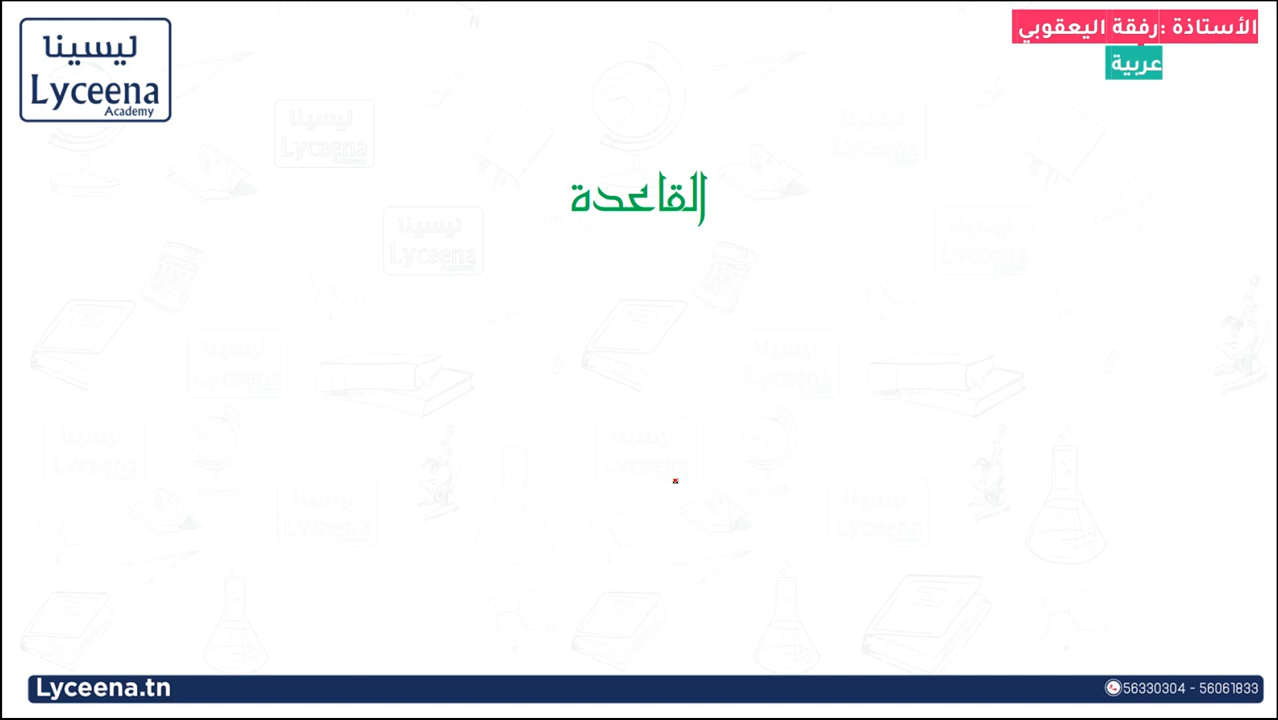 ليسينا
Lyceena
Academy
الأستاذة :رفقة اليعقوبي
عربية
القاعدة
Lyceena.tn
56330304 - 56061833